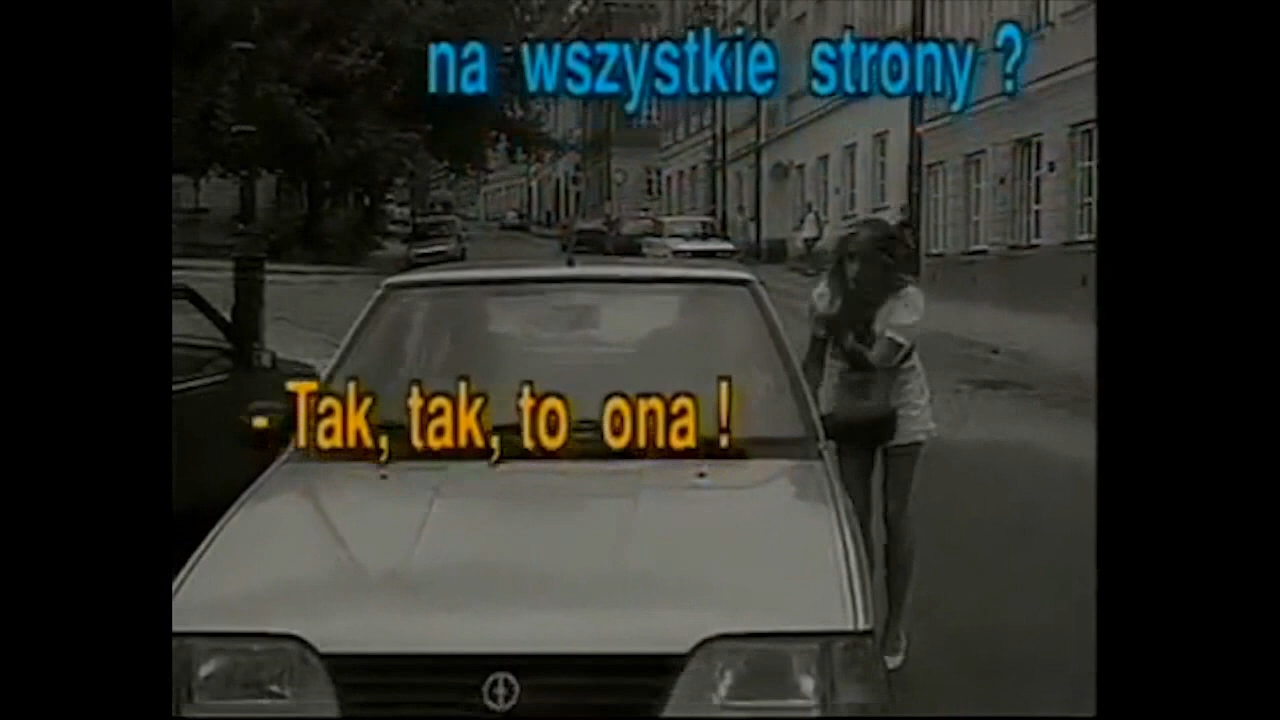 na wszystkie strony ?
Tak, tak, to ona !